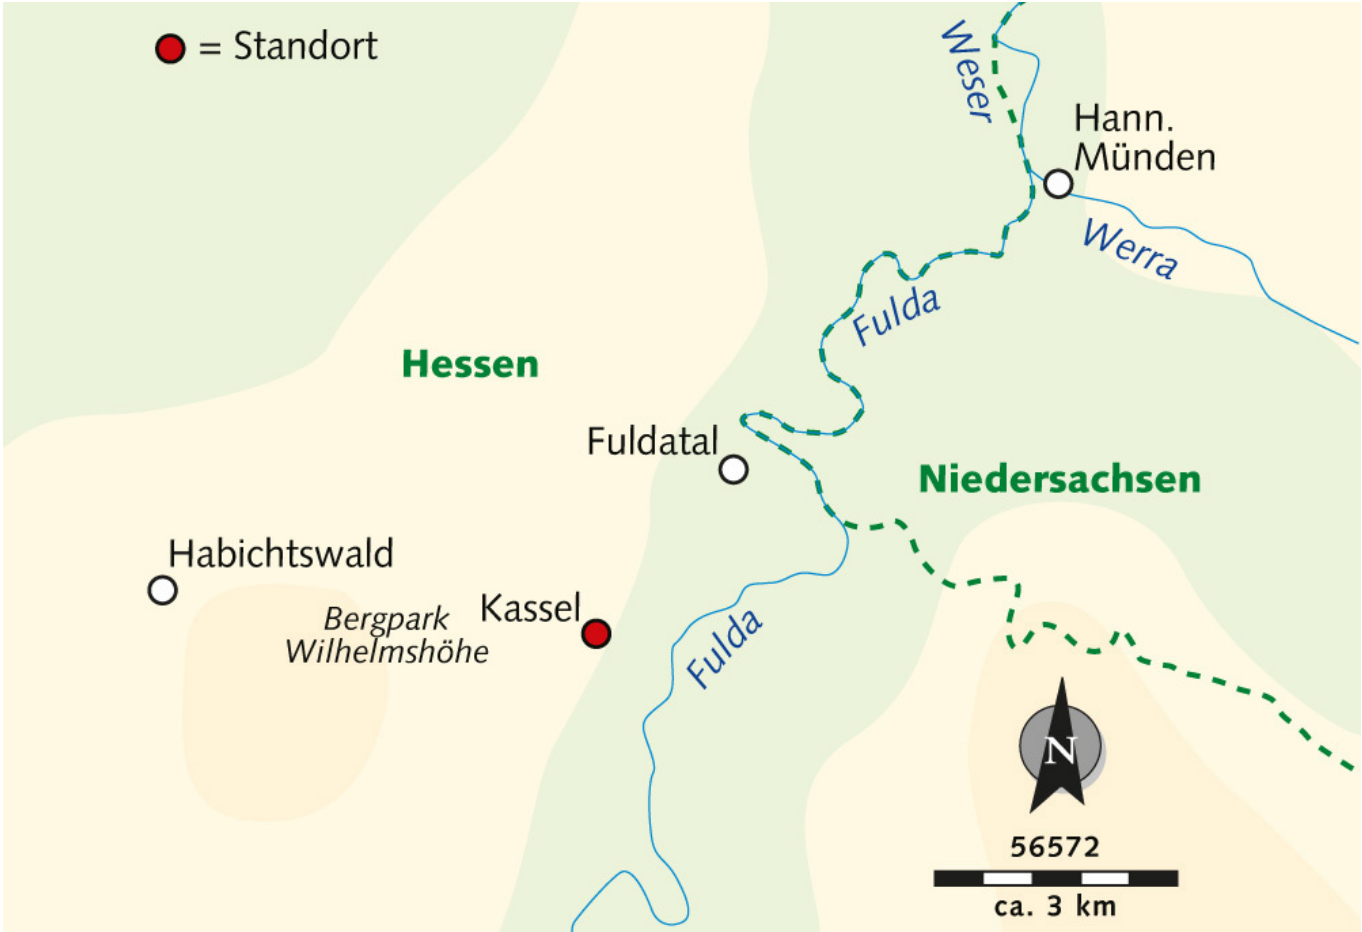 = Standort
Weser
Hann.
Münden
Werra
Fulda
Hessen
Fuldatal
Niedersachsen
Habichtswald
Bergpark
Wilhelmshöhe
Kassel
Fulda
N
56572
ca. 3 km